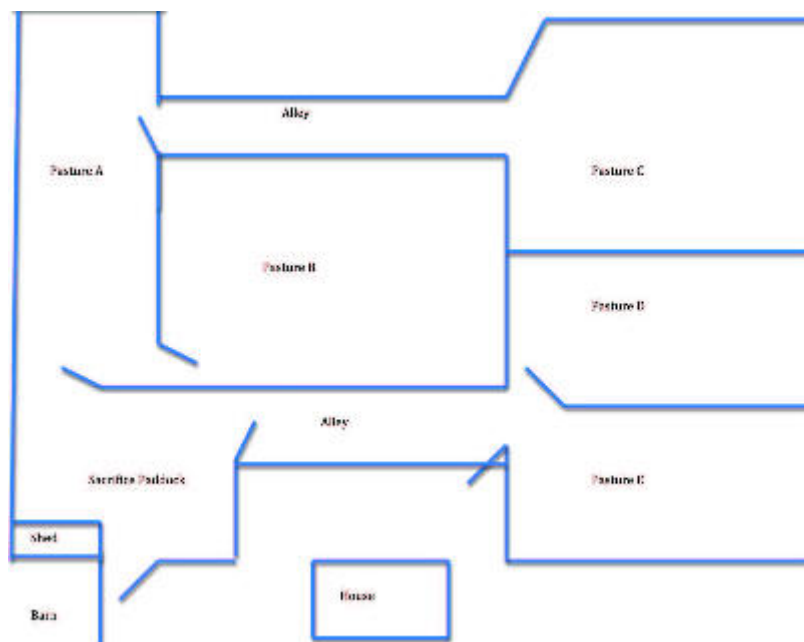 Alley
Pasture A
Pasture C
Pasture B
Pasture D
Alley
Sacrifice Paddock
Pasture E
Shed
House
Barn